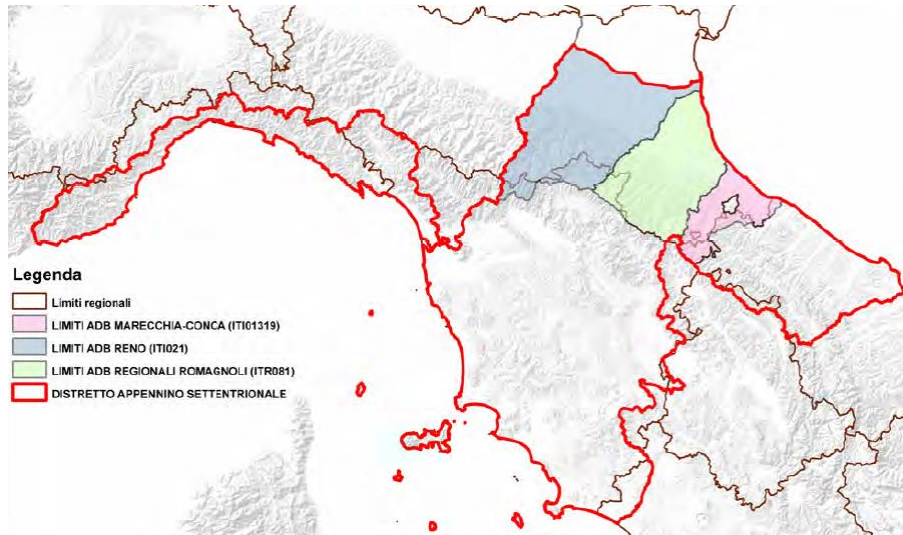 Legenda
Limiti regionali
LIMITI ADB MARECCHIA-CONCA (ITI01319)
LIMITI ADB RENO (ITI021)
LIMITI ADB REGIONALI ROMAGNOLI (ITR081)
DISTRETTO APPENNINO SETTENTRIONALE